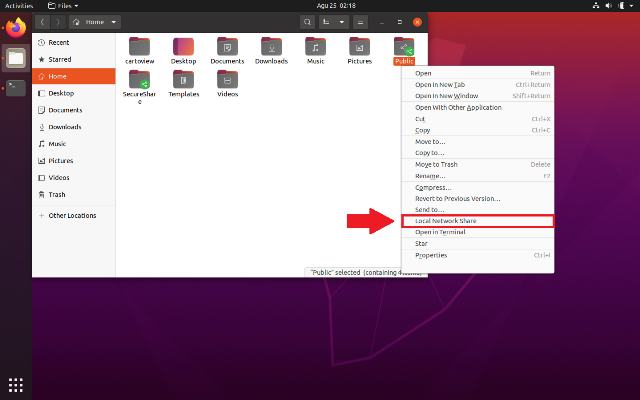 Activities
Files
Agu 25 02:18
Home
Recent
Starred
Home
Desktop
Documents
Downloads
Music
Pictures
Videos
Trash
Other Locations
cartoview
Desktop
Documents
Downloads
Music
Pictures
Public
SecureShar
e
Templates
Videos
Open Return
Open In New Tab Ctrl+Return
Open In New Window Shift+Return
Open With Other Application
Cut Ctrl+X
Copy Ctrl+C
Move to…
Copy to…
Move to Trash Delete
Rename… F2
Compress…
Revert to Previous Version…
Send to…
Local Network Share
Open in Terminal
Star
Properties Ctrl+I
"Public" selected (containing 4